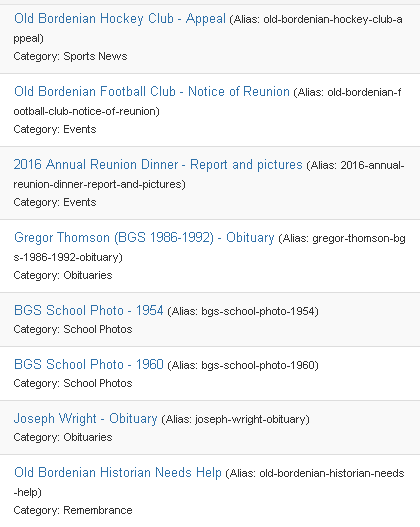 Old Bordenian Hockey Club - Appeal (Alias: old-bordenian-hockey-club-a
ppeal)
Category: Sports News
Old Bordenian Football Club - Notice of Reunion (Alias: old-bordenian-f
ootball-club-notice-of-reunion)
Category: Events
2016 Annual Reunion Dinner - Report and pictures (Alias: 2016-annual-
reunion-dinner-report-and-pictures)
Category: Events
Gregor Thomson (BGS 1986-1992) - Obituary (Alias: gregor-thomson-bg
s-1986-1992-obituary)
Category: Obituaries
BGS School Photo - 1954 (Alias: bgs-school-photo-1954)
Category: School Photos
BGS School Photo - 1960 (Alias: bgs-school-photo-1960)
Category: School Photos
Joseph Wright - Obituary (Alias: joseph-wright-obituary)
Category: Obituaries
Old Bordenian Historian Needs Help (Alias: old-bordenian-historian-needs
-help)
Category: Remembrance